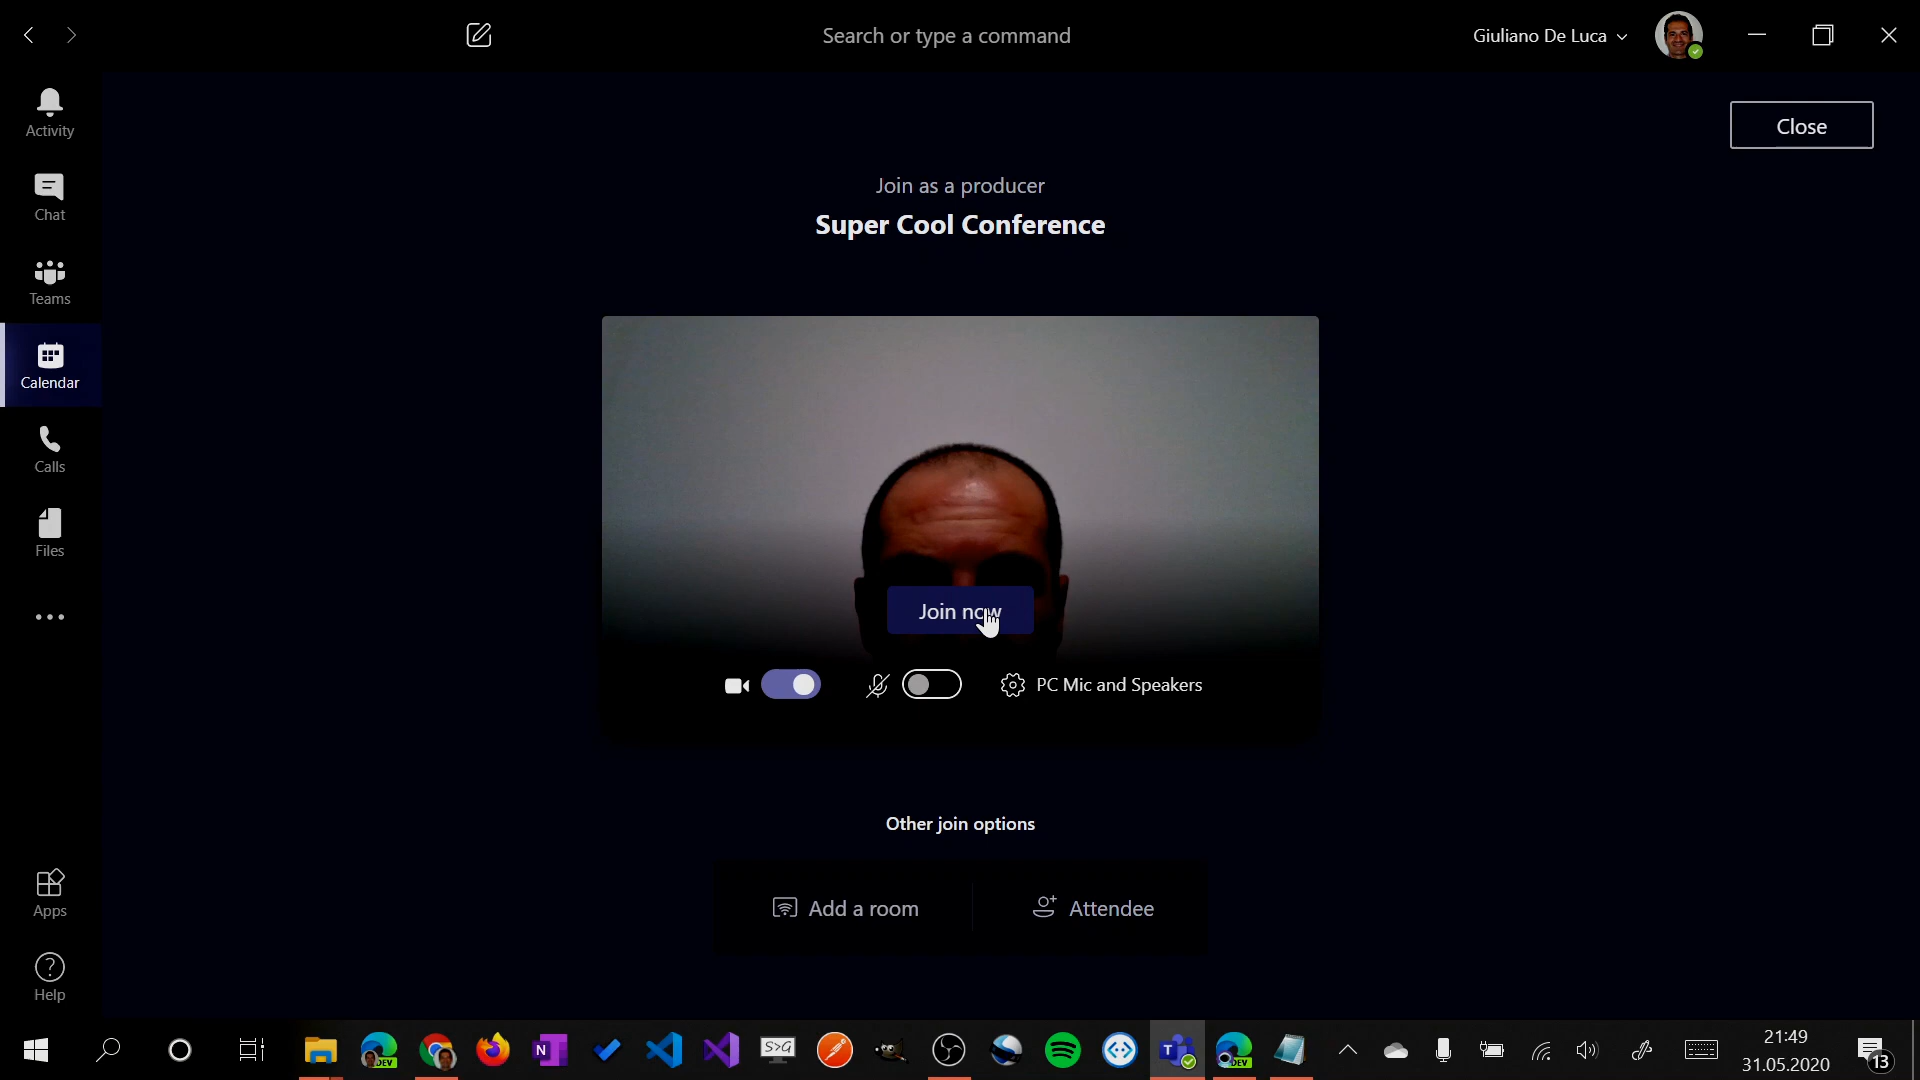 Search or type a command
Giuliano De Luca
Activity
Close
Chat
Join as a producer
Super Cool Conference
Teams
Calendar
Calls
Files
Join now
PC Mic and Speakers
Other join options
Add a room
Attendee
Apps
Help
DEV
N
S>G
T
DEV
21:49
31.05.2020
13